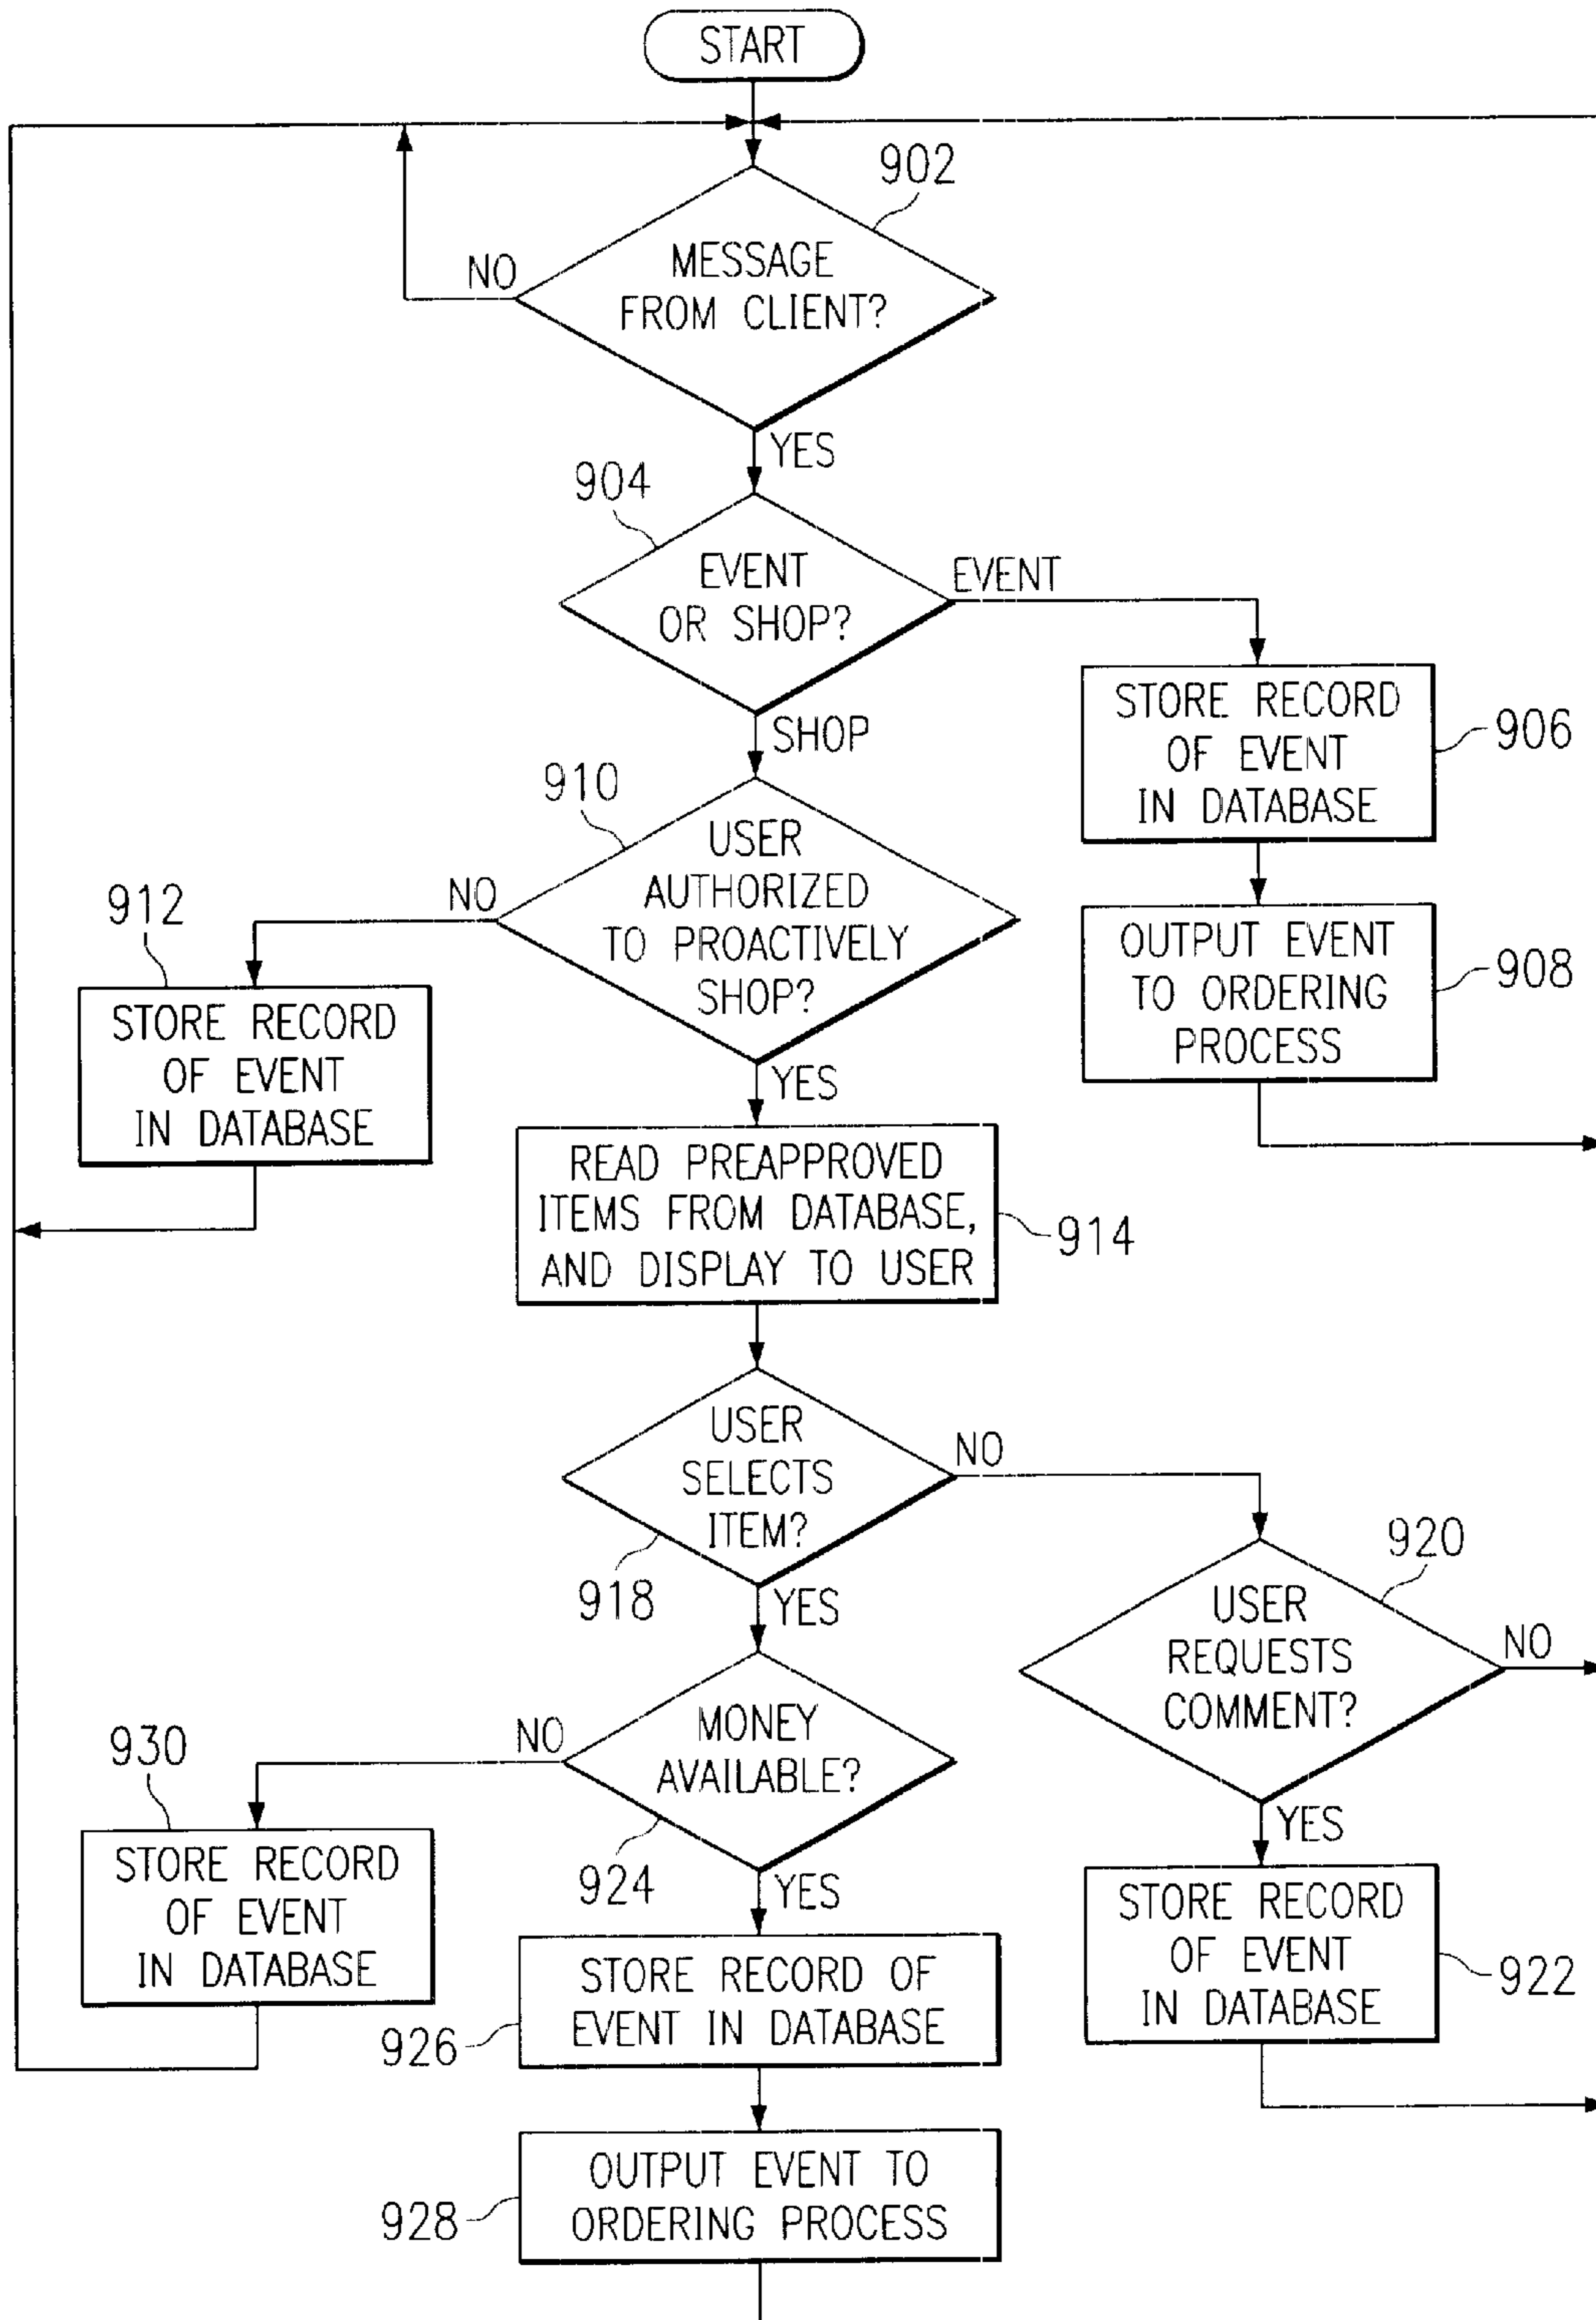 START
902
MESSAGE
FROM CLIENT?
NO
YES
904
EVENT
OR SHOP?
EVENT
SHOP
STORE RECORD
OF EVENT
IN DATABASE
906
OUTPUT EVENT
TO ORDERING
PROCESS
908
910
USER
AUTHORIZED
TO PROACTIVELY
SHOP?
NO
YES
912
STORE RECORD
OF EVENT
IN DATABASE
READ PREAPPROVED
ITEMS FROM DATABASE,
AND DISPLAY TO USER
914
USER
SELECTS
ITEM?
918
NO
YES
920
USER
REQUESTS
COMMENT?
NO
YES
STORE RECORD
OF EVENT
IN DATABASE
922
MONEY
AVAILABLE?
924
NO
YES
930
STORE RECORD
OF EVENT
IN DATABASE
STORE RECORD OF
EVENT IN DATABASE
926
OUTPUT EVENT TO
ORDERING PROCESS
928